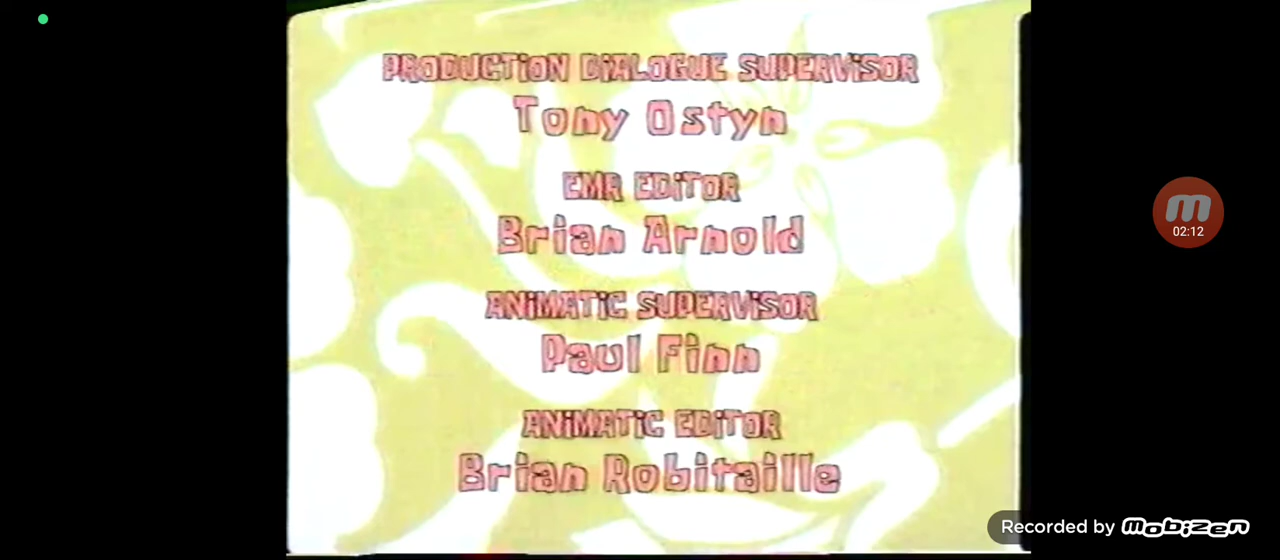 PRODUCTION DiALOGUE SUPERViSOR
Tony Ostyn
EMR EDiTOR
Brian Arnold
ANiMATiC SUPERViSOR
Paul Finn
ANiMATiC EDiTOR
Brian Robitaille
02:12
Recorded by mobizen